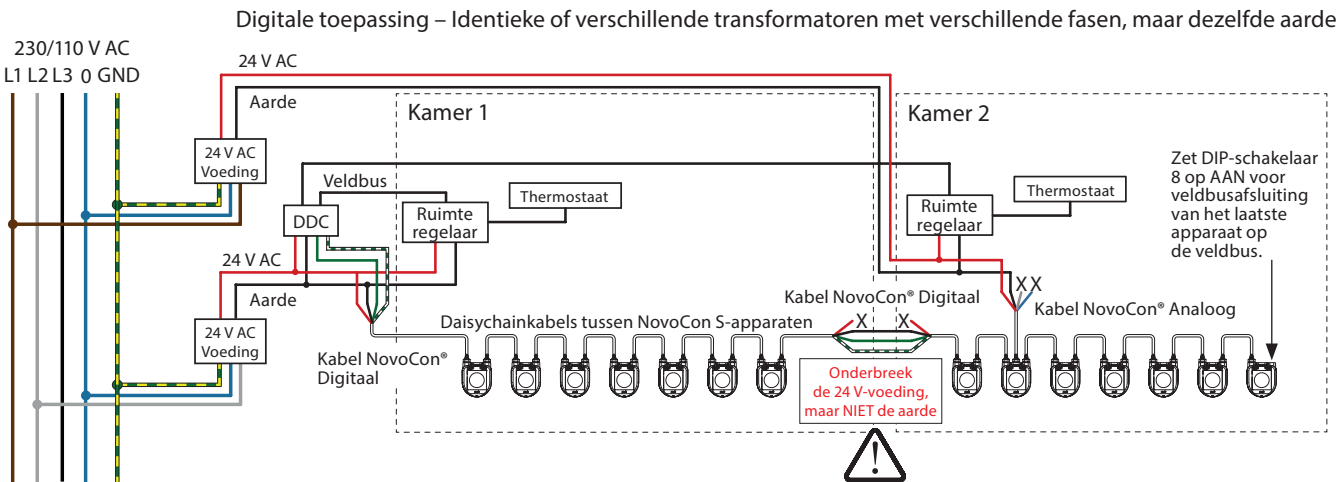 Digitale toepassing – Identieke of verschillende transformatoren met verschillende fasen, maar dezelfde aarde
230/110 V AC
L1 L2 L3 0 GND
24 V AC
Aarde
24 V AC
Voeding
Kamer 1
Kamer 2
Veldbus
DDC
Ruimte
regelaar
Thermostaat
Ruimte
regelaar
Thermostaat
Zet DIP-schakelaar
8 op AAN voor
veldbusafsluiting
van het laatste
apparaat op
de veldbus.
24 V AC
Aarde
24 V AC
Voeding
Kabel NovoCon®
Digitaal
Daisychainkabels tussen NovoCon S-apparaten
Kabel NovoCon® Digitaal
X X
X X
Kabel NovoCon® Analoog
Onderbreek
de 24 V-voeding,
maar NIET de aarde
!